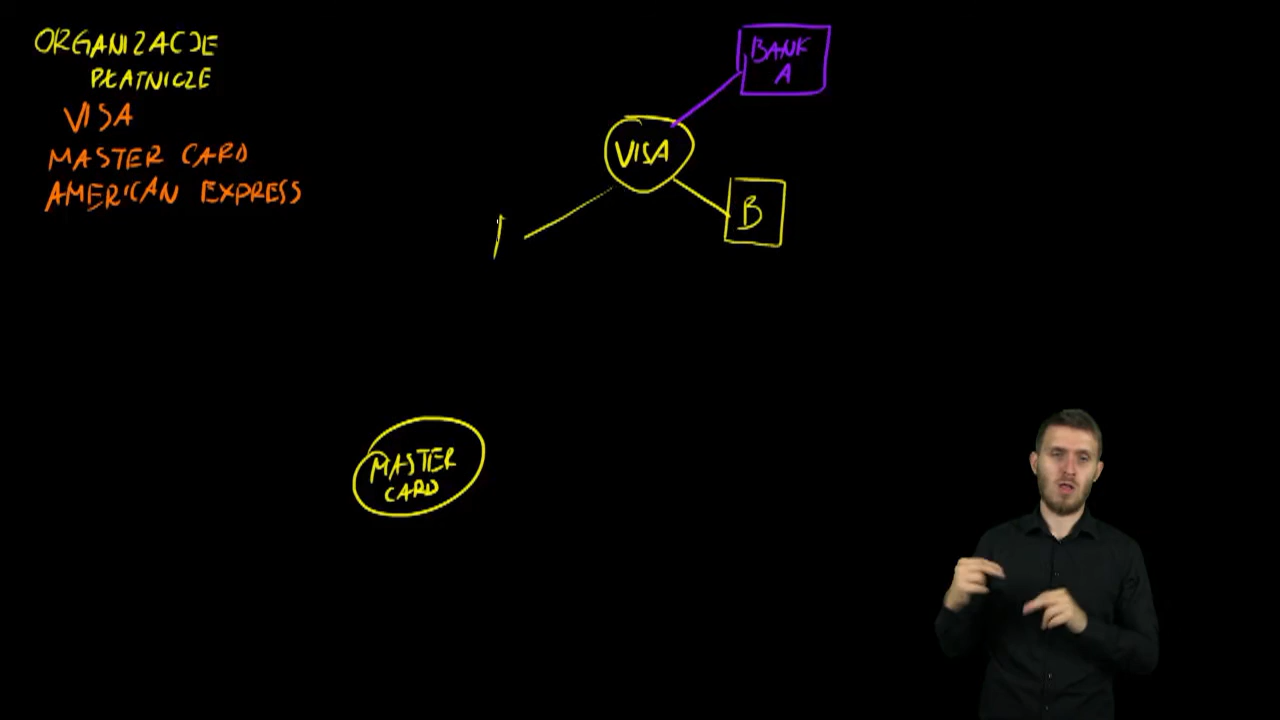 ORGANIZACJE
PŁATNICZE
VISA
MASTER CARD
AMERICAN EXPRESS
BANK
A
VISA
B
MASTER
CARD